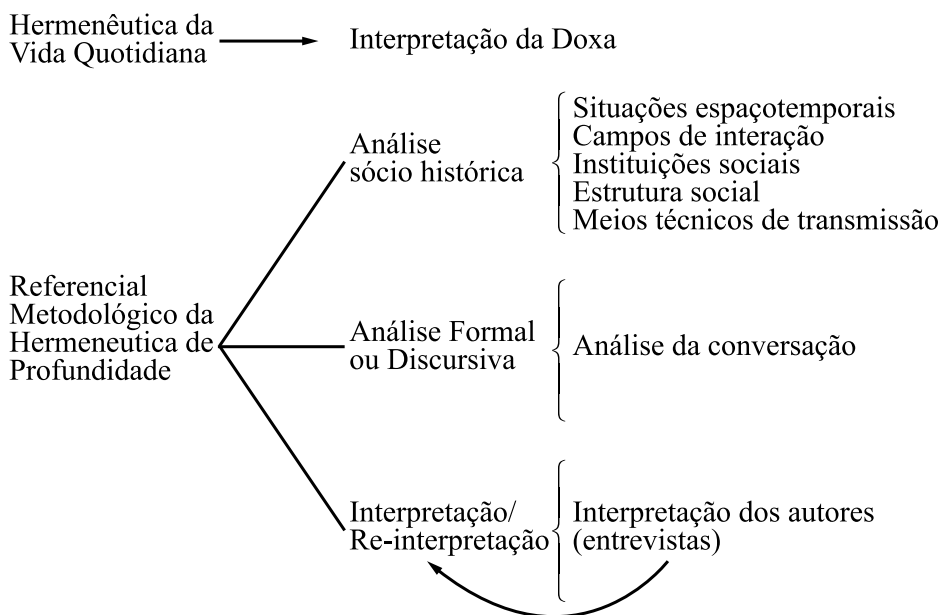 Hermenêutica da
Vida Quotidiana
Interpretação da Doxa
Análise
sócio histórica
Situações espaçotemporais
Campos de interação
Instituições sociais
Estrutura social
Meios técnicos de transmissão
Referencial
Metodológico da
Hermeneutica de
Profundidade
Análise Formal
ou Discursiva
Análise da conversação
Interpretação/
Re-interpretação
Interpretação dos autores
(entrevistas)